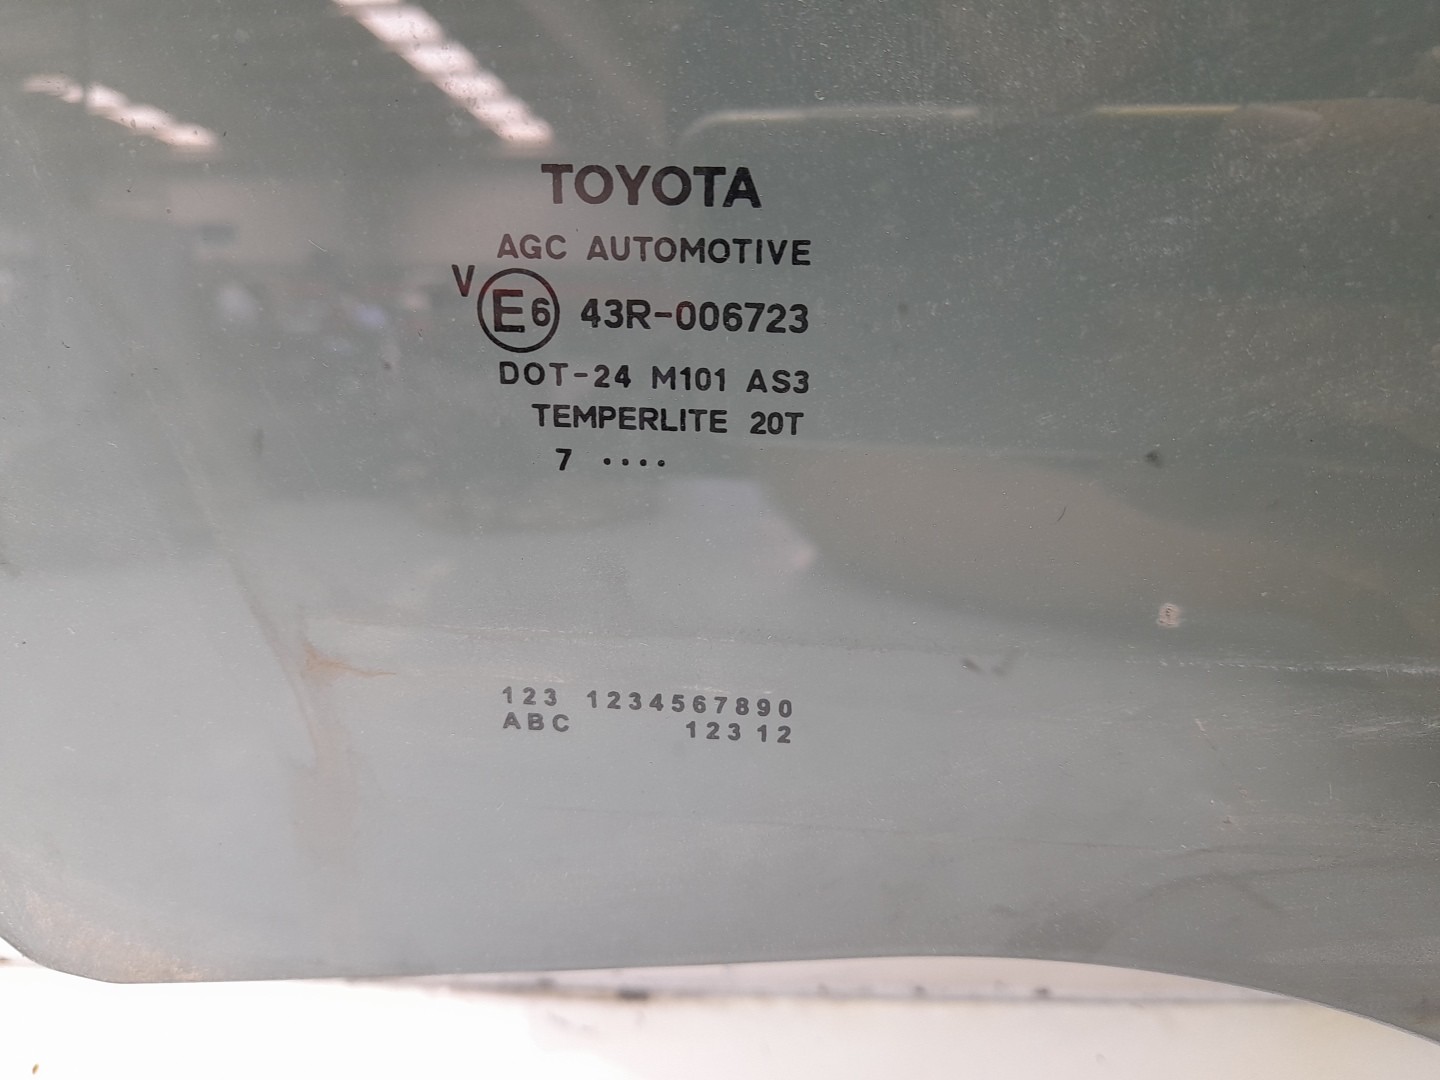 TOYOTA
AGC AUTOMOTIVE
V E6 43R-006723
DOT-24 M101 AS3
TEMPERLITE 20T
7 ····
123 1234567890
ABC 123 12